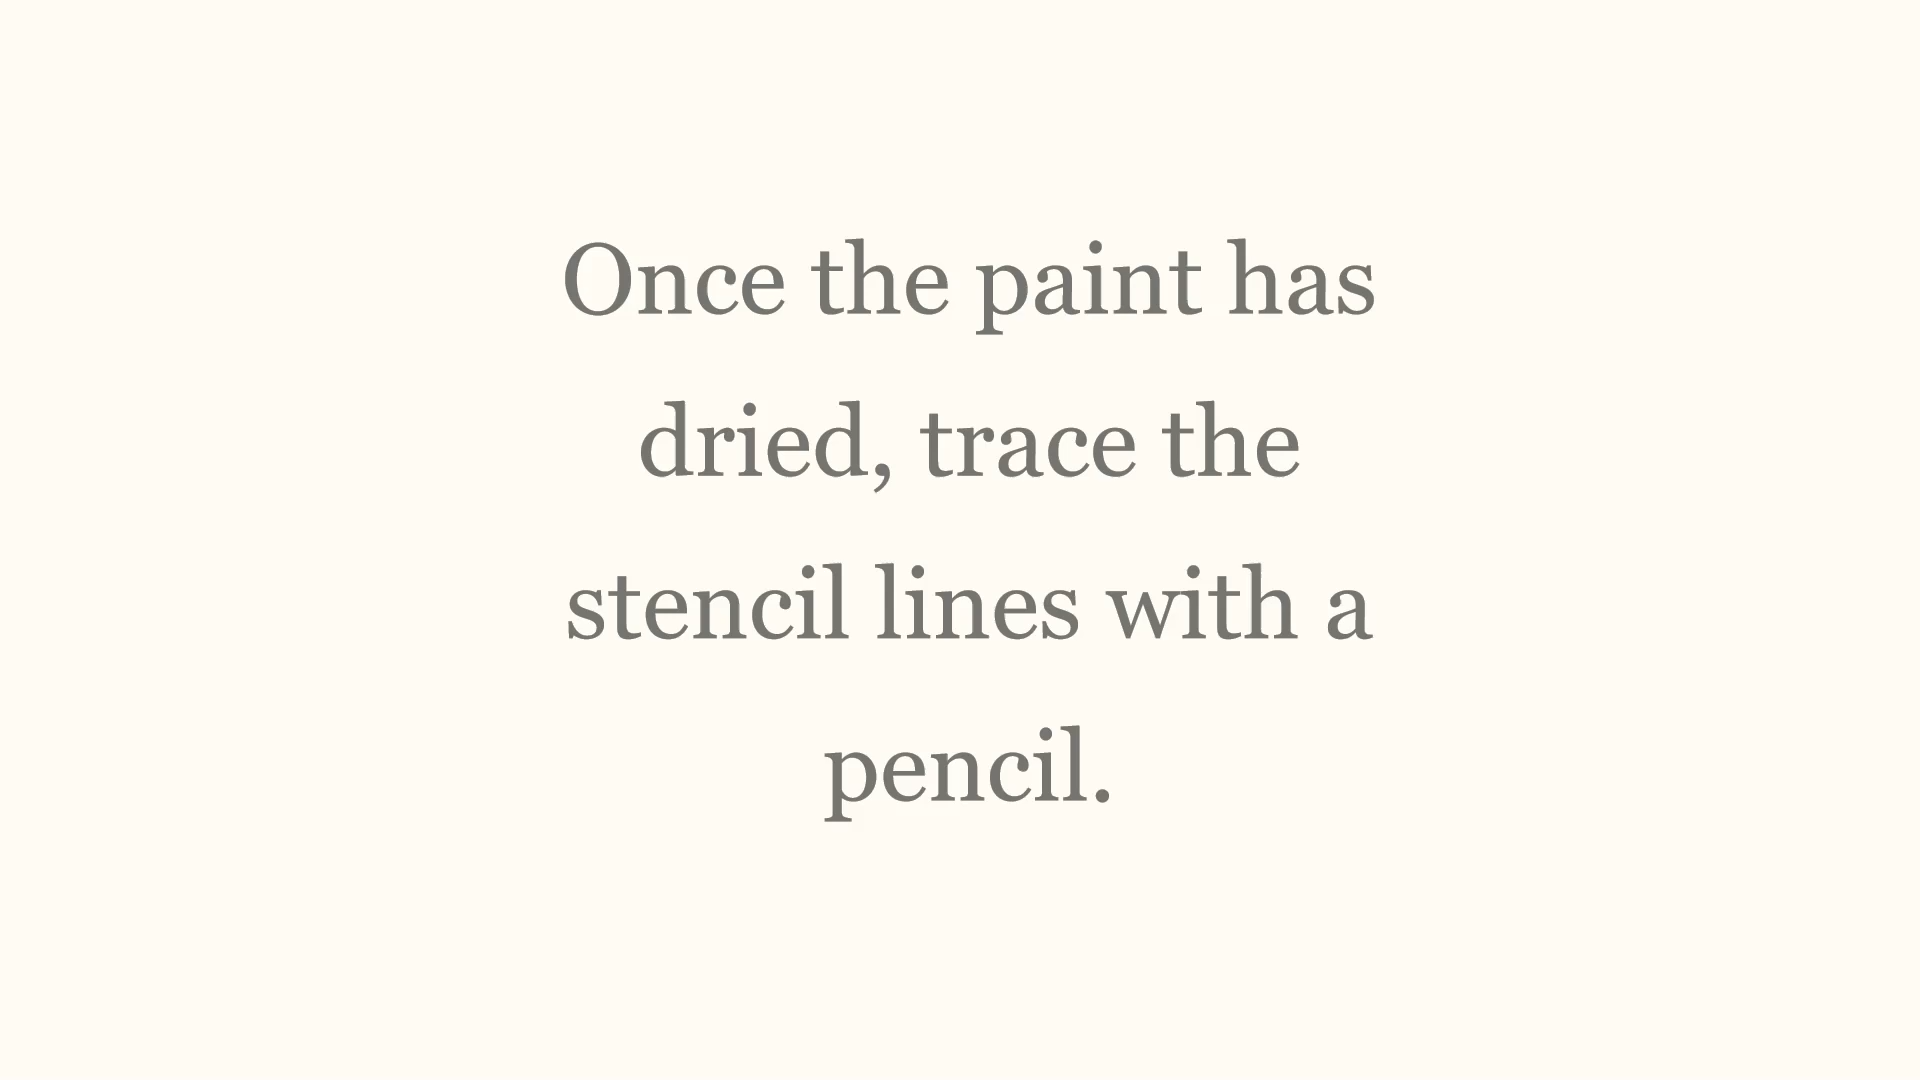 Once the paint has
dried, trace the
stencil lines with a
pencil.